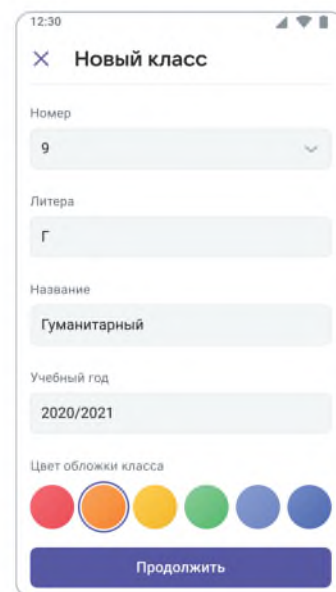 12:30
Новый класс
Номер
9
Литера
Г
Название
Гуманитарный
Учебный год
2020/2021
Цвет обложки класса
Продолжить